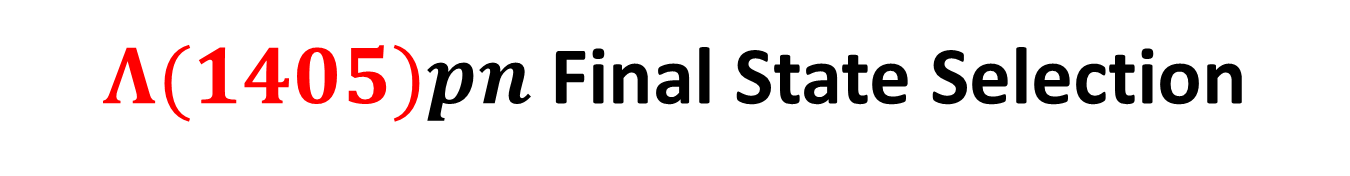 Λ(1405)pn Final State Selection